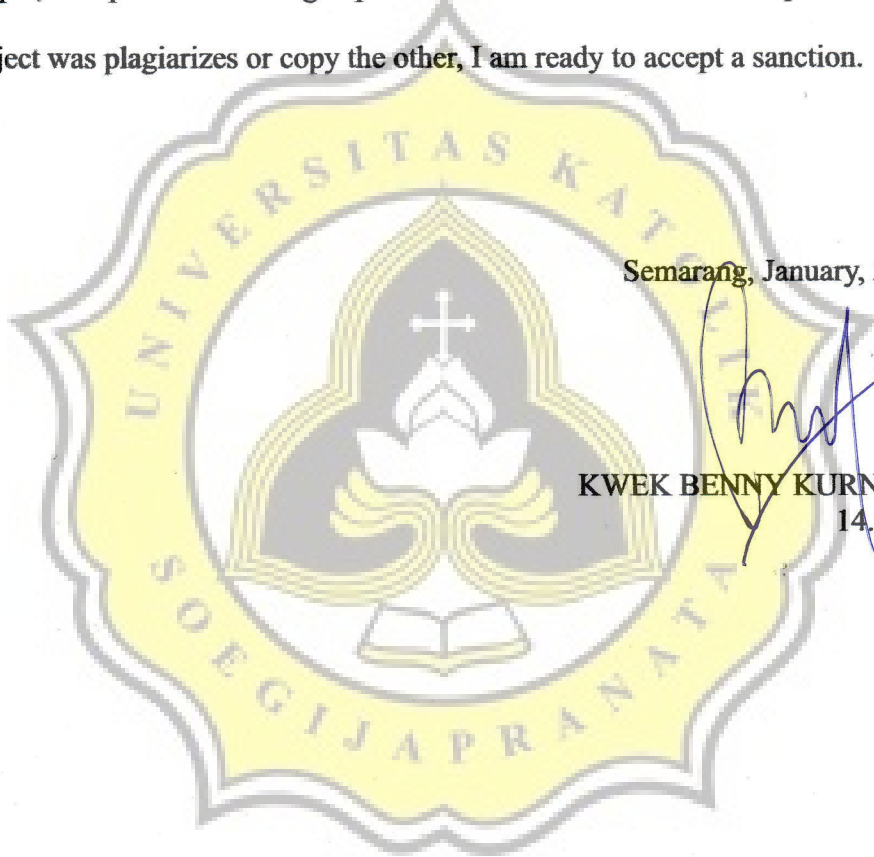 ject was plagiarizes or copy the other, I am ready to accept a sanction.
Semarang, January,
KWEK BENNY KURN
14.
UNIVERSITAS KATOLIK
SOEGIJAPRANATA